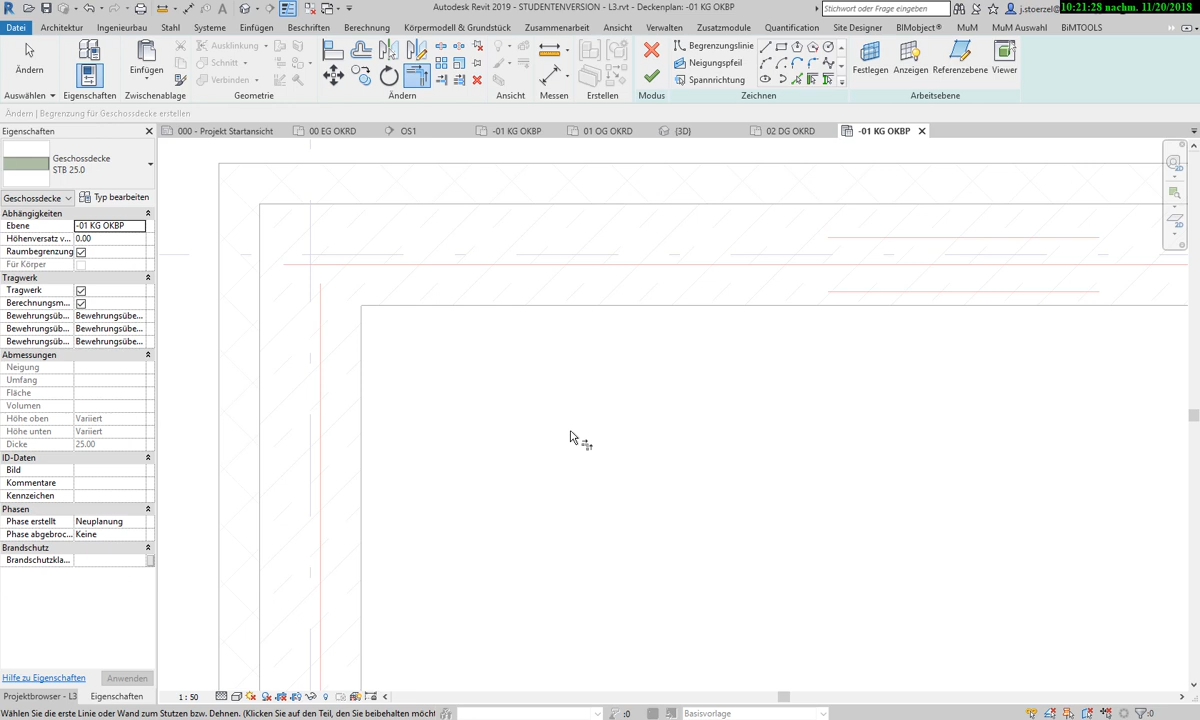 Autodesk Revit 2019 - STUDENTENVERSION - L3.rvt - Deckenplan: -01 KG OKBP
Stichwort oder Frage eingeben
j.stoerzel
10:21:28 nachm. 11/20/2018
Datei
Architektur
Ingenieurbau
Stahl
Systeme
Einfügen
Beschriften
Berechnung
Körpermodell & Grundstück
Zusammenarbeit
Ansicht
Verwalten
Zusatzmodule
Quantification
Site Designer
BIMobject®
MuM
MuM Auswahl
BiMTOOLS
Ändern
Eigenschaften
Einfügen
Ausklinkung
Schnitt
Verbinden
Begrenzungslinie
Neigungspfeil
Spannrichtung
Festlegen
Anzeigen
Referenzebene
Viewer
Auswählen
Eigenschaften
Zwischenablage
Geometrie
Ändern
Ansicht
Messen
Erstellen
Modus
Zeichnen
Arbeitsebene
Ändern | Begrenzung für Geschossdecke erstellen
Eigenschaften
000 - Projekt Startansicht
00 EG OKRD
OS1
-01 KG OKBP
01 OG OKRD
{3D}
02 DG OKRD
-01 KG OKBP
Geschossdecke
STB 25.0
Geschossdecke
Typ bearbeiten
Abhängigkeiten
Ebene -01 KG OKBP
Höhenversatz v... 0.00
Raumbegrenzung
Für Körper
Tragwerk
Tragwerk
Berechnungsm...
Bewehrungsüb... Bewehrungsübe...
Bewehrungsüb... Bewehrungsübe...
Bewehrungsüb... Bewehrungsübe...
Abmessungen
Neigung
Umfang
Fläche
Volumen
Höhe oben Variiert
Höhe unten Variiert
Dicke 25.00
ID-Daten
Bild
Kommentare
Kennzeichen
Phasen
Phase erstellt Neuplanung
Phase abgebroc... Keine
Brandschutz
Brandschutzkla...
Hilfe zu Eigenschaften
Anwenden
Projektbrowser - L3
Eigenschaften
1 : 50
Wählen Sie die erste Linie oder Wand zum Stutzen bzw. Dehnen. (Klicken Sie auf den Teil, den Sie beibehalten möcht
:0
Basisvorlage
:0
2D
2D